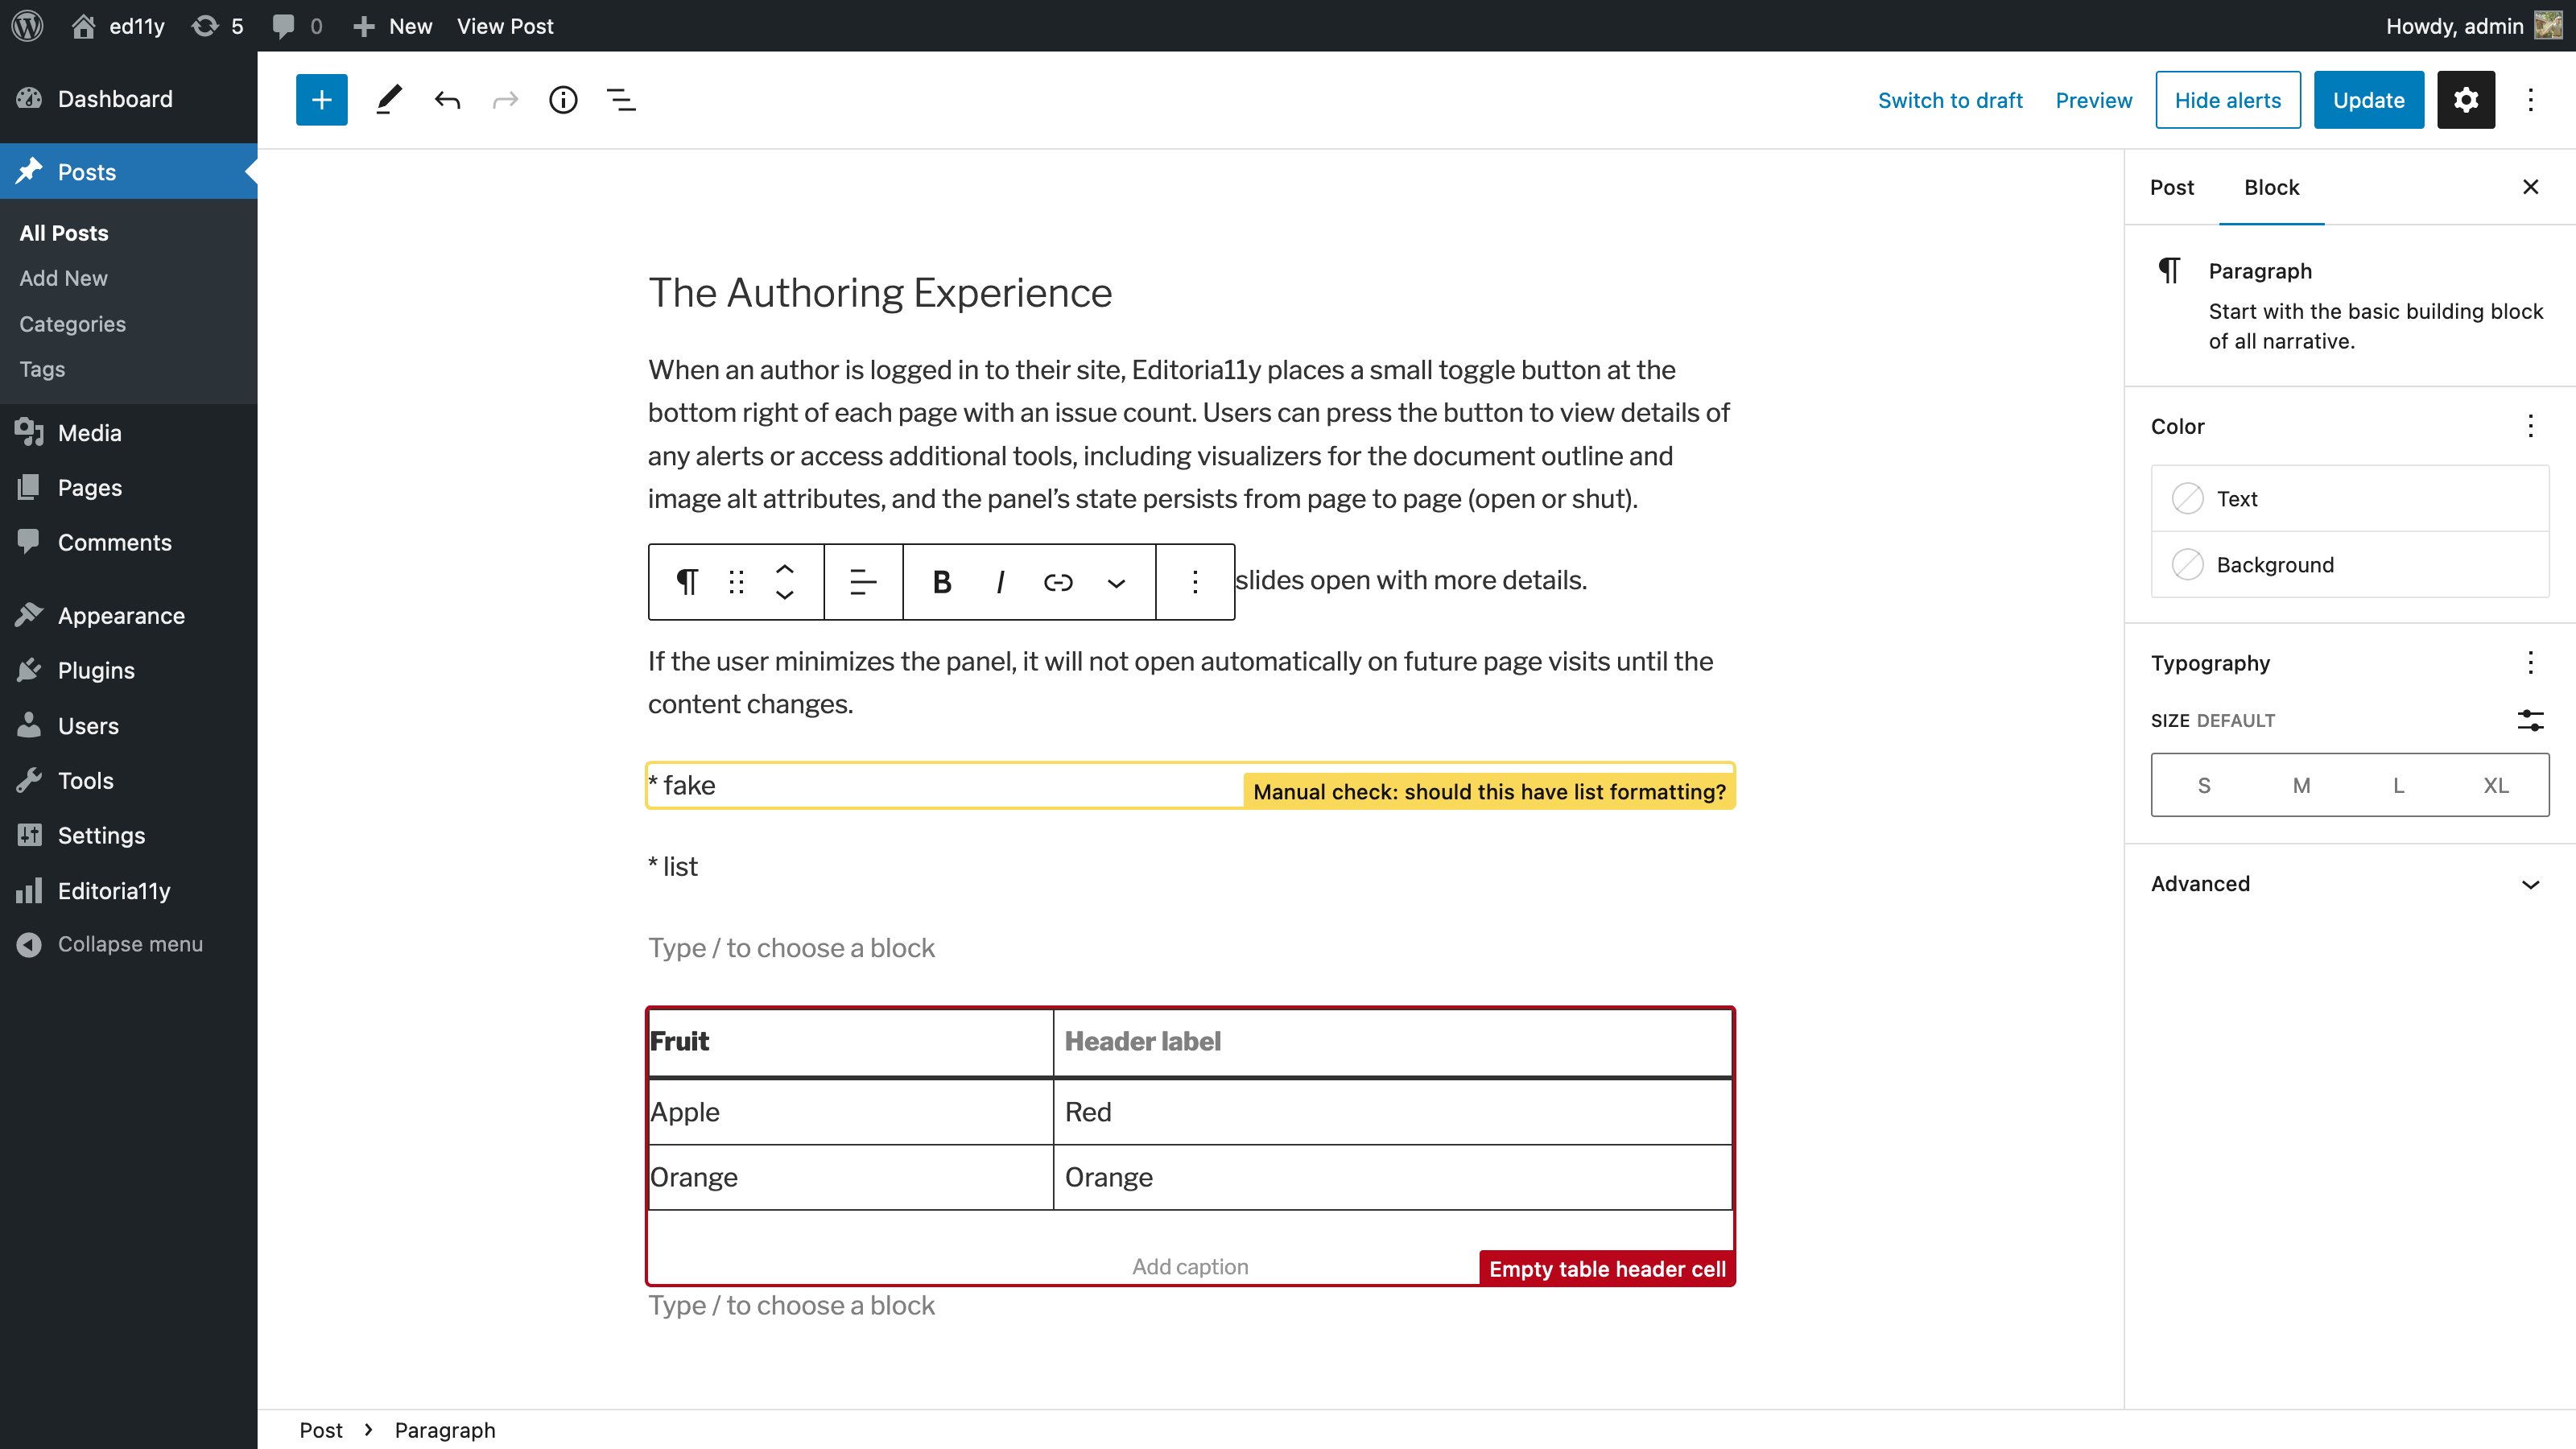 ed11y 5 0 New View Post Howdy, admin
Dashboard
Posts
All Posts
Add New
Categories
Tags
Media
Pages
Comments
Appearance
Plugins
Users
Tools
Settings
Editoria11y
Collapse menu
Switch to draft Preview Hide alerts Update
The Authoring Experience
When an author is logged in to their site, Editoria11y places a small toggle button at the
bottom right of each page with an issue count. Users can press the button to view details of
any alerts or access additional tools, including visualizers for the document outline and
image alt attributes, and the panel’s state persists from page to page (open or shut).
B I
slides open with more details.
If the user minimizes the panel, it will not open automatically on future page visits until the
content changes.
* fake
Manual check: should this have list formatting?
* list
Type / to choose a block
Fruit Header label
Apple Red
Orange Orange
Add caption
Empty table header cell
Type / to choose a block
Post Block
Paragraph
Start with the basic building block
of all narrative.
Color
Text
Background
Typography
SIZE DEFAULT
S M L XL
Advanced
Post > Paragraph